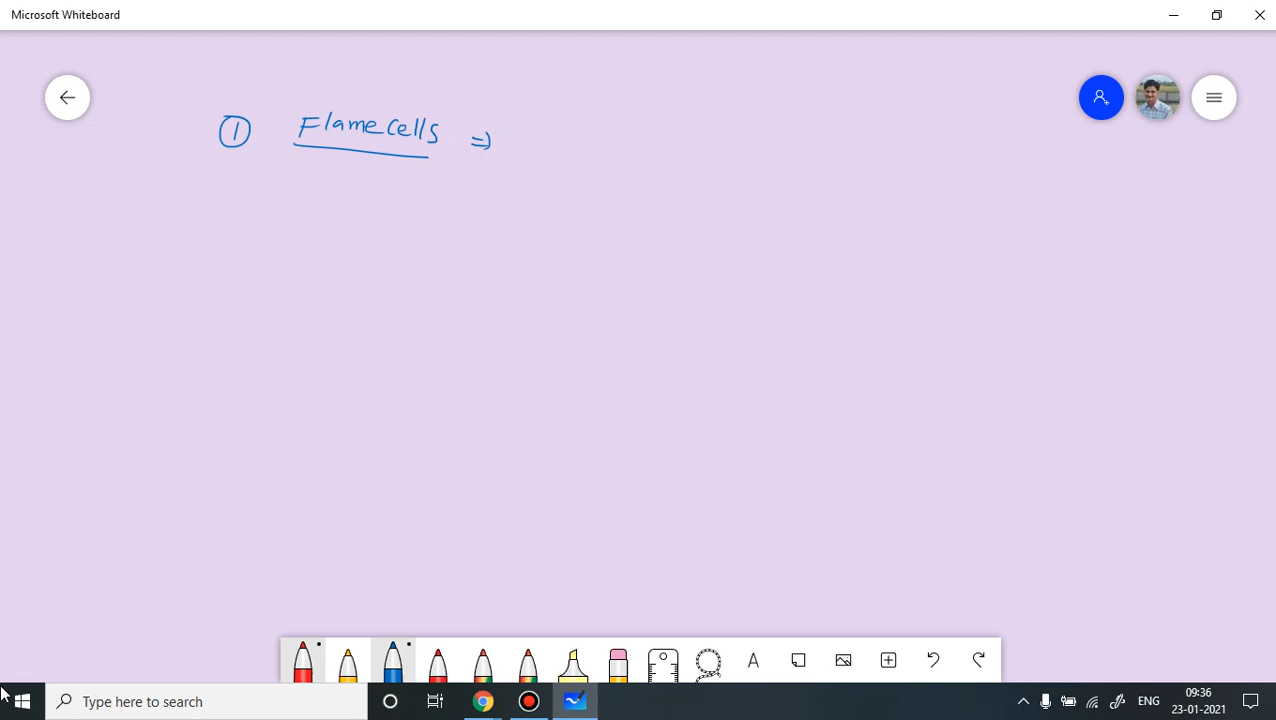 Microsoft Whiteboard
① Flame cells ⇒
A
Type here to search
ENG
09:36
23-01-2021